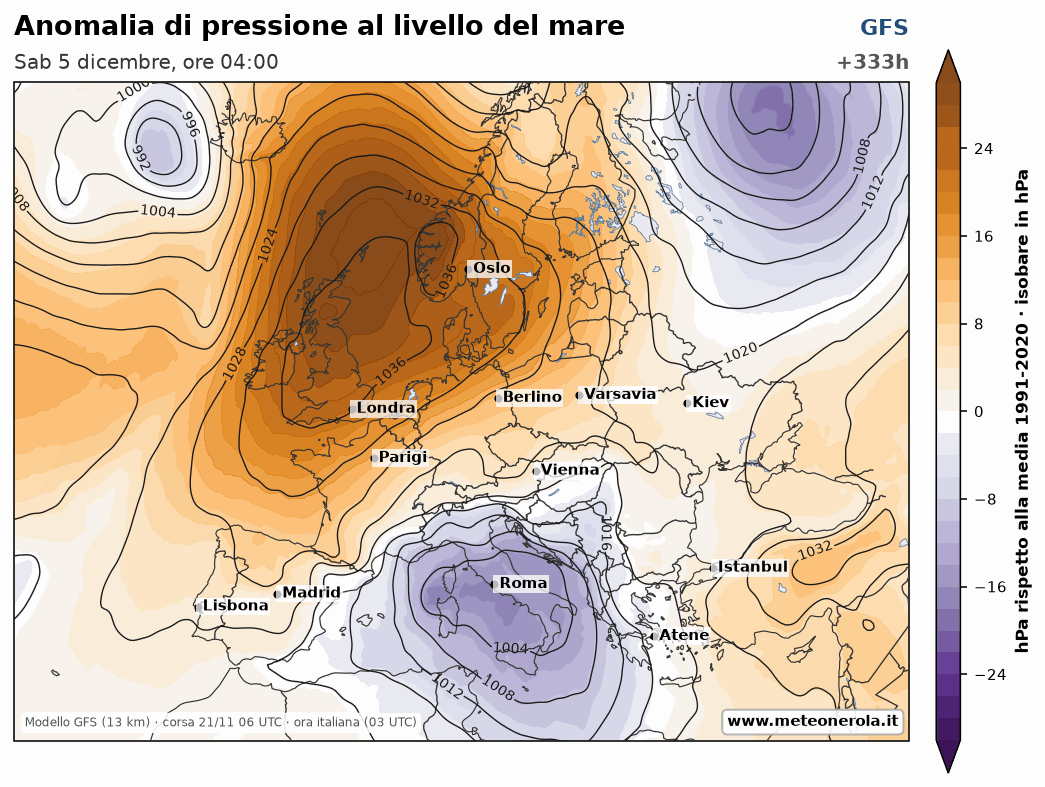 Anomalia di pressione al livello del mare
GFS
Sab 5 dicembre, ore 04:00
+333h
1000
996
992
1004
1008
1012
1032
1024
Oslo
1036
1028
1020
1036
Londra
Berlino
Varsavia
Kiev
Parigi
Vienna
1016
1032
Istanbul
Roma
Madrid
Lisbona
Atene
1004
1012
1008
Modello GFS (13 km) · corsa 21/11 06 UTC · ora italiana (03 UTC)
www.meteonerola.it
24
16
8
0
−8
−16
−24
hPa rispetto alla media 1991-2020 · isobare in hPa